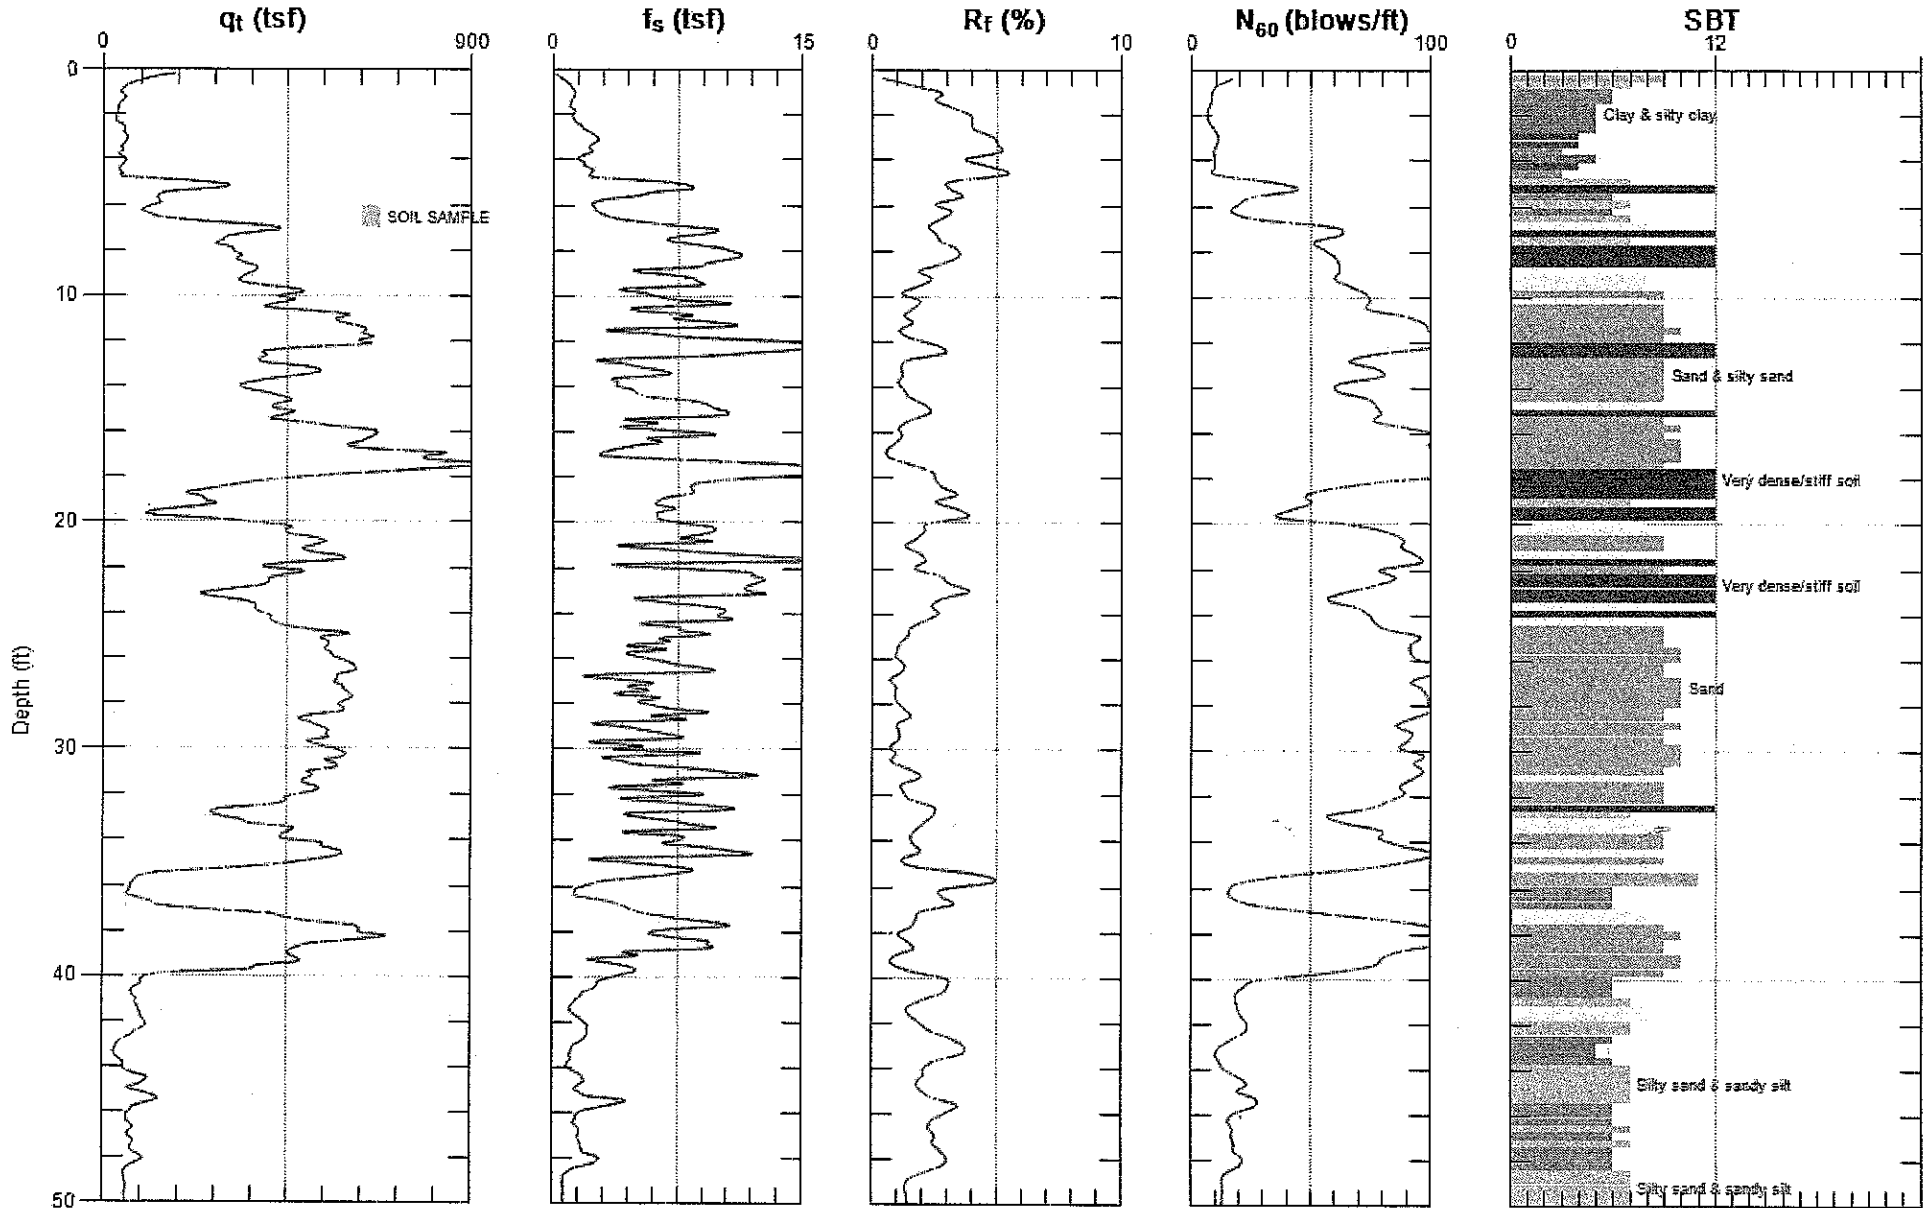 qt (tsf) fs (tsf) Rf (%) N60 (blows/ft) SBT
0 900 0 15 0 10 0 100 0 12
0
Clay & silty clay
SOIL SAMPLE
10
Sand & silty sand
Very dense/stiff soil
20
Very dense/stiff soil
Depth (ft)
Sand
30
40
Silty sand & sandy silt
Silty sand & sandy silt
50